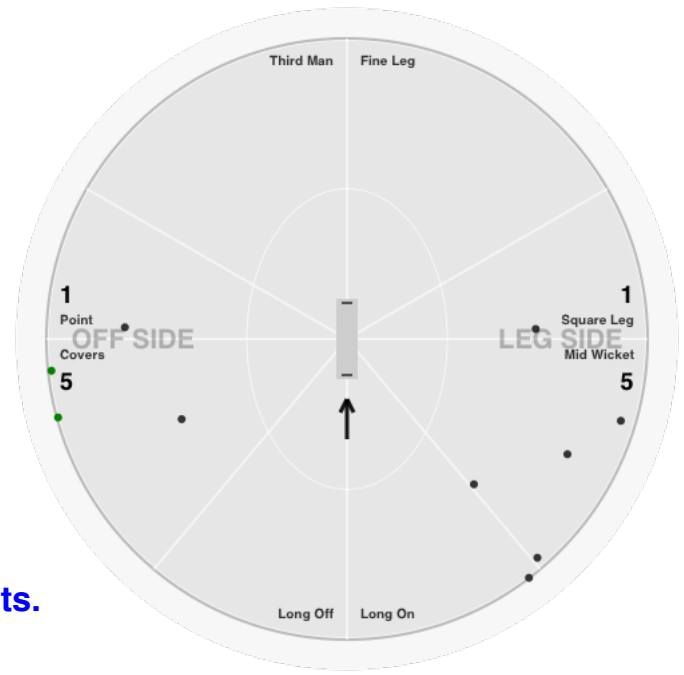 Third Man Fine Leg
1 1
Point Square Leg
OFF SIDE LEG SIDE
Covers Mid Wicket
5 5
ts.
Long Off Long On